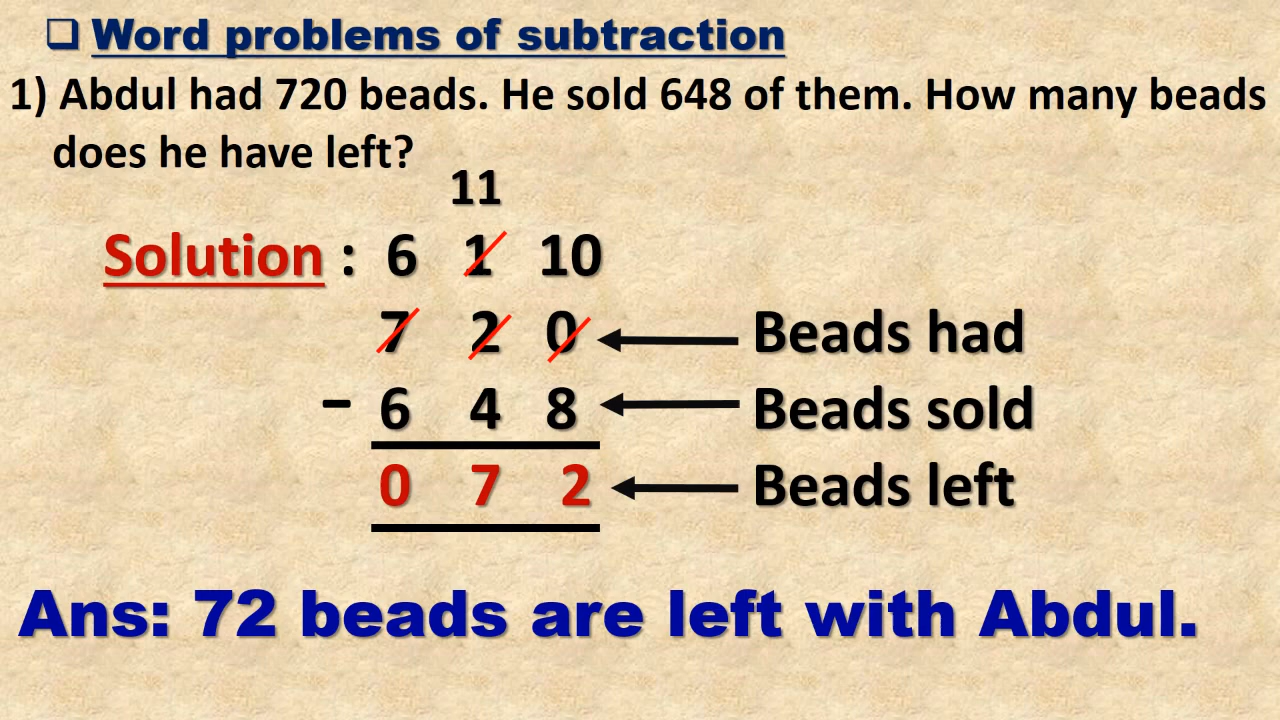 ❑ Word problems of subtraction
1) Abdul had 720 beads. He sold 648 of them. How many beads
does he have left?
11
Solution : 6 1 10
7 2 0 Beads had
- 6 4 8 Beads sold
0 7 2 Beads left
Ans: 72 beads are left with Abdul.